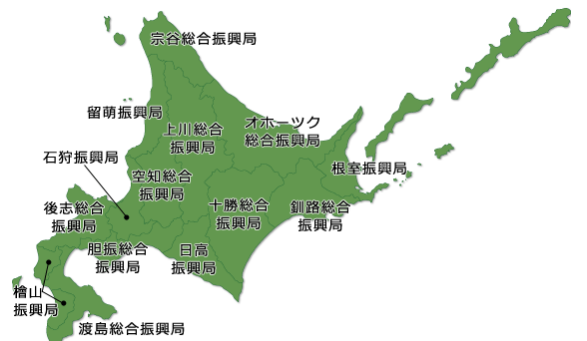 宗谷総合振興局
留萌振興局
上川総合
振興局
オホーツク
総合振興局
石狩振興局
空知総合
振興局
根室振興局
後志総合
振興局
十勝総合
振興局
釧路総合
振興局
胆振総合
振興局
日高
振興局
檜山
振興局
渡島総合振興局